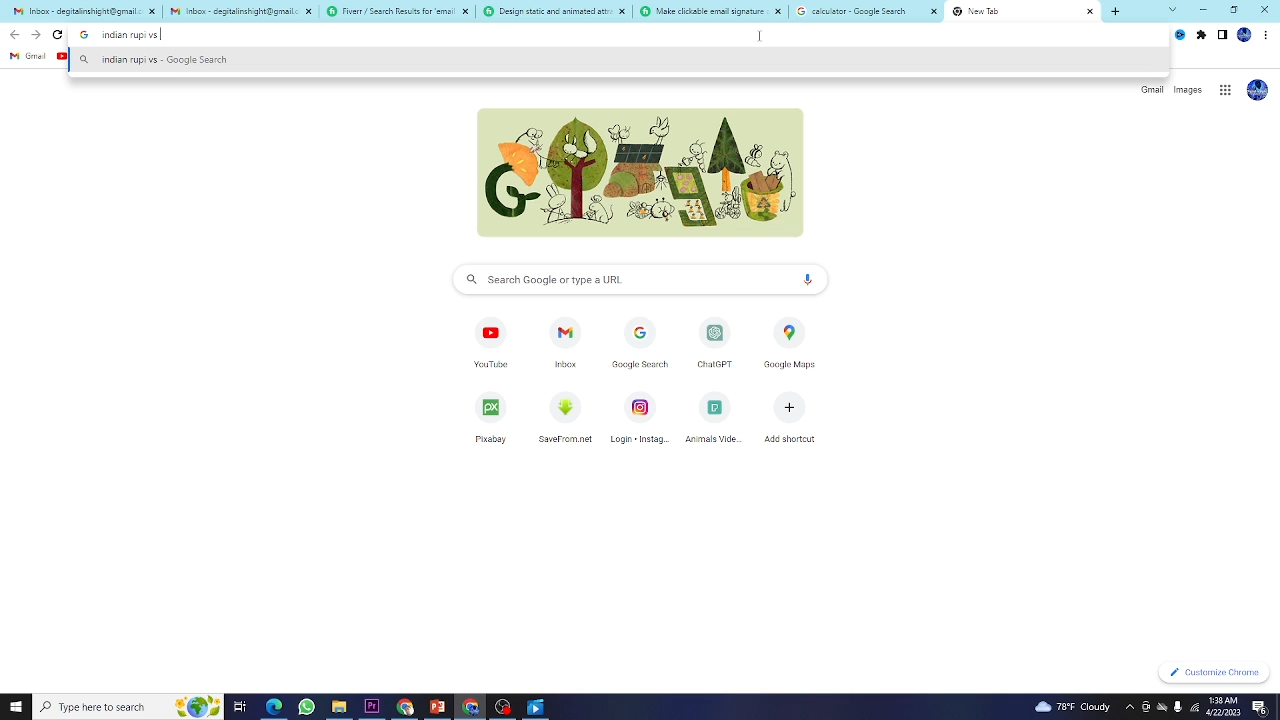 Inbox - degitalinsight@gmail.c
Inbox - degitalinsight@gmail.c
Fiverr / Search Results for 'email
Design static and animated attra
Make clickable email signature s
calculator - Google Search
New Tab
indian rupi vs
Gmail
indian rupi vs - Google Search
Gmail Images
Search Google or type a URL
YouTube
Inbox
Google Search
ChatGPT
Google Maps
Pixabay
SaveFrom.net
Login • Instag...
Animals Vide...
Add shortcut
Customize Chrome
Type here to search
78°F Cloudy
1:38 AM
4/22/2023